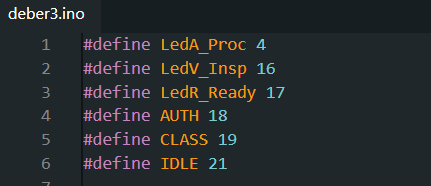 deber3.ino
1 #define LedA_Proc 4
2 #define LedV_Insp 16
3 #define LedR_Ready 17
4 #define AUTH 18
5 #define CLASS 19
6 #define IDLE 21
7